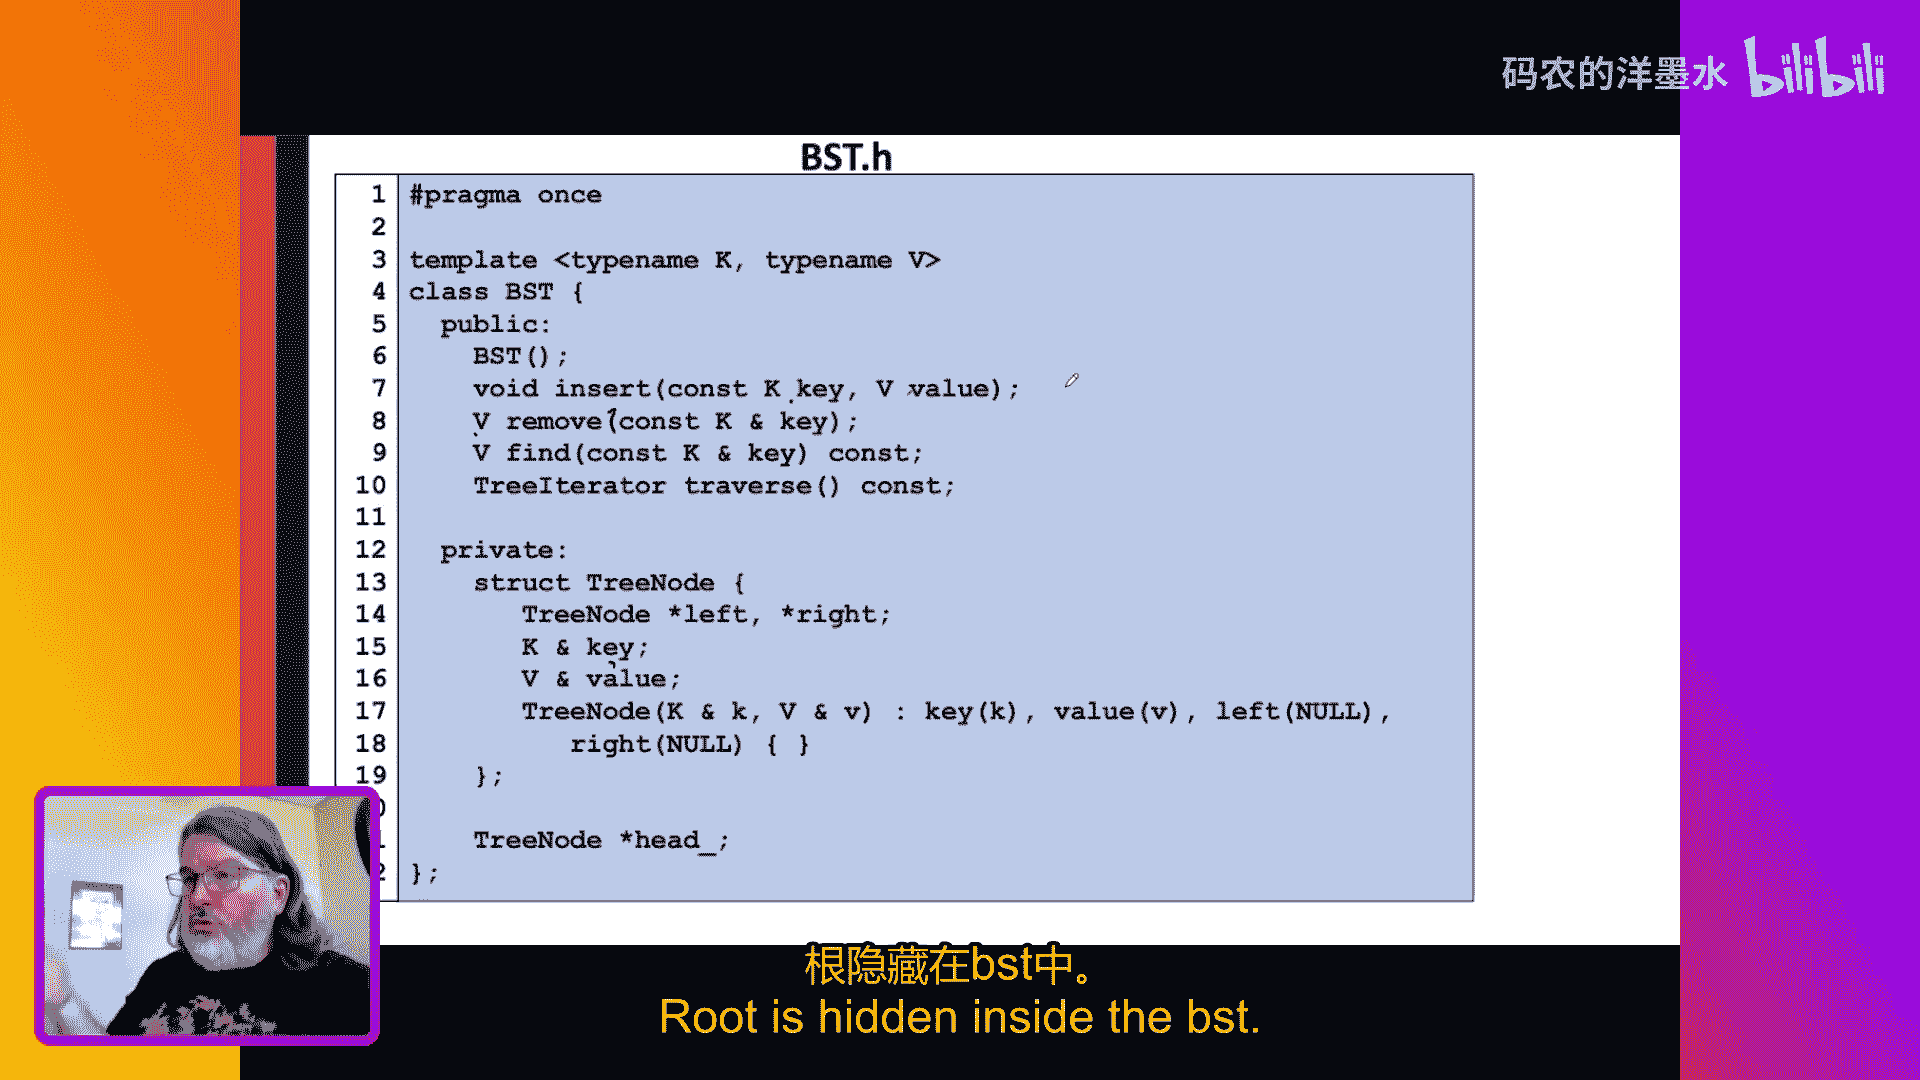 码农的洋墨水 bilibili
BST.h
1 #pragma once
2
3 template <typename K, typename V>
4 class BST {
5 public:
6 BST();
7 void insert(const K key, V value);
8 V remove(const K & key);
9 V find(const K & key) const;
10 TreeIterator traverse() const;
11
12 private:
13 struct TreeNode {
14 TreeNode *left, *right;
15 K & key;
16 V & value;
17 TreeNode(K & k, V & v) : key(k), value(v), left(NULL),
18 right(NULL) { }
19 };
TreeNode *head_;
};
根隐藏在bst中。
Root is hidden inside the bst.